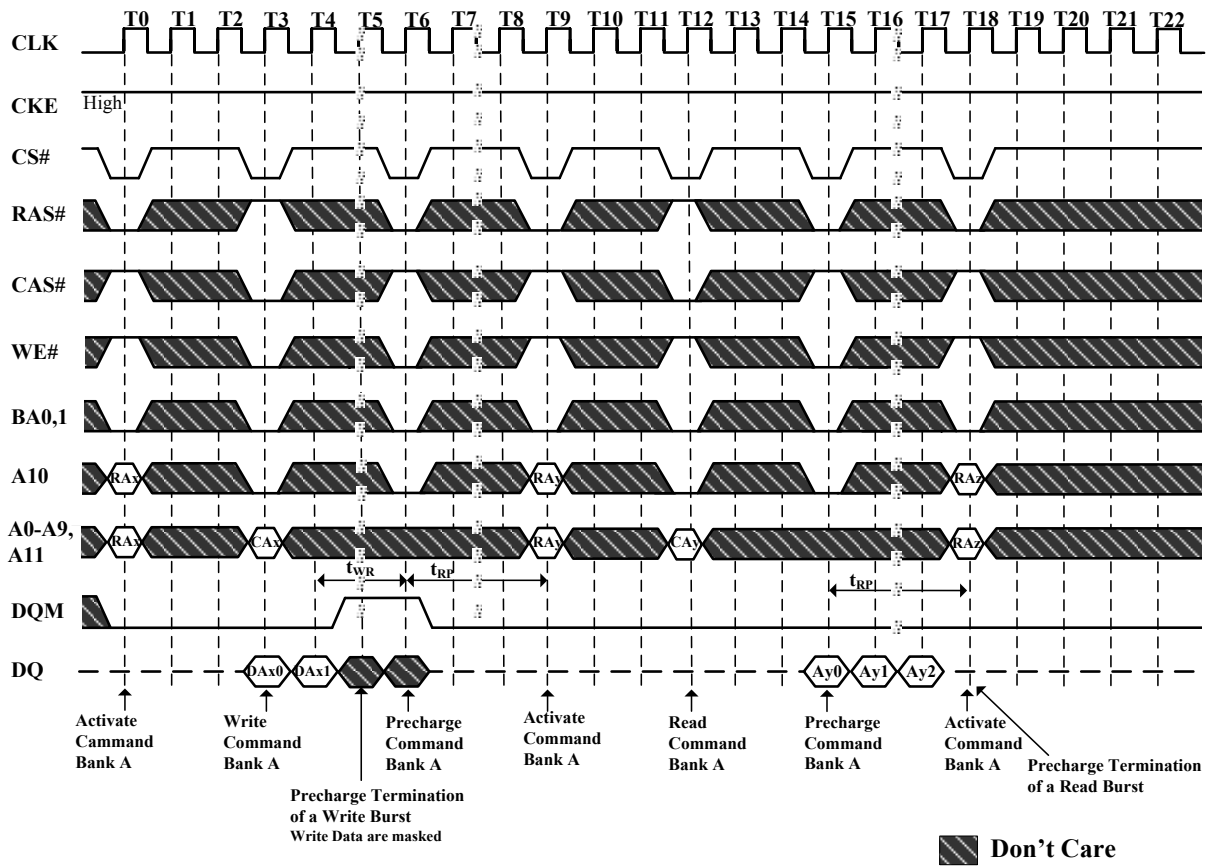 T0 T1 T2 T3 T4 T5 T6 T7 T8 T9 T10 T11 T12 T13 T14 T15 T16 T17 T18 T19 T20 T21 T22
CLK
CKE High
CS#
RAS#
CAS#
WE#
BA0,1
A10 RAx RAy RAz
A0-A9,
A11
RAx CAx RAy CAy RAz
tWR tRP tRP
DQM
DQ DAx0 DAx1 Ay0 Ay1 Ay2
Activate
Cammand
Bank A
Write
Command
Bank A
Precharge
Command
Bank A
Activate
Command
Bank A
Read
Command
Bank A
Precharge
Command
Bank A
Activate
Command
Bank A
Precharge Termination
of a Read Burst
Precharge Termination
of a Write Burst
Write Data are masked
Don't Care